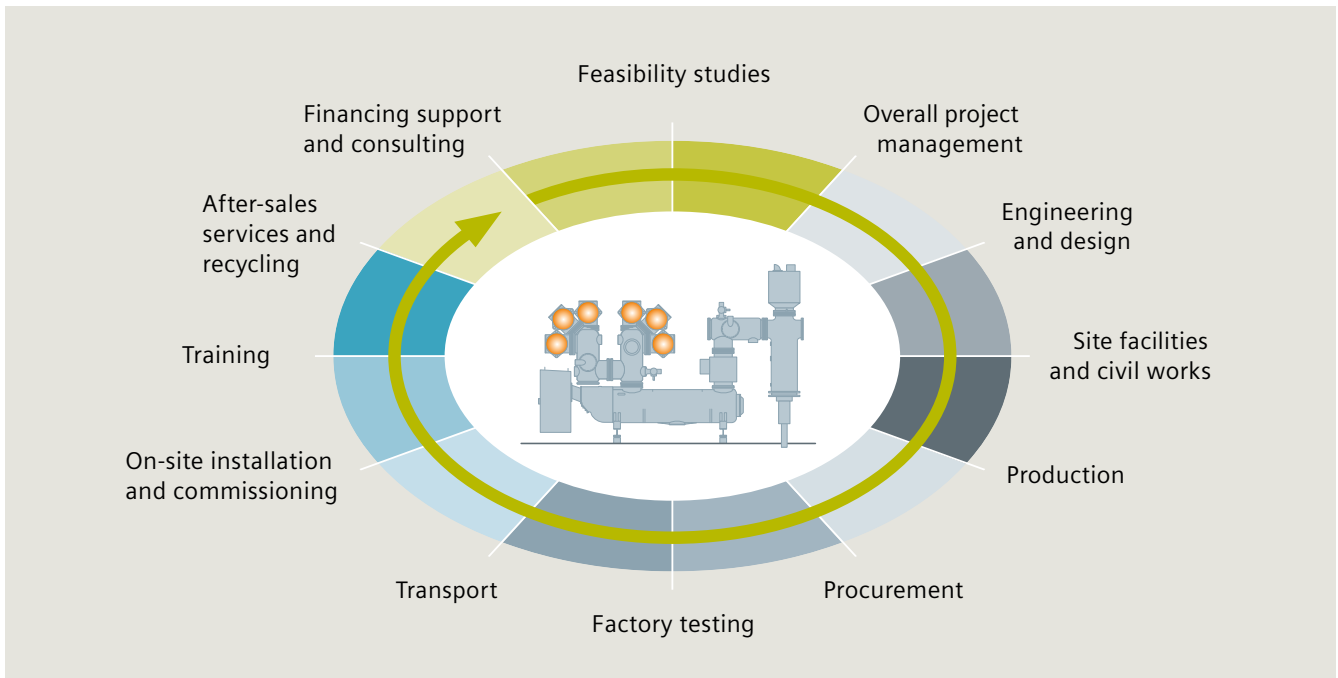 Feasibility studies
Financing support
and consulting
Overall project
management
After-sales
services and
recycling
Engineering
and design
Training
Site facilities
and civil works
On-site installation
and commissioning
Production
Transport
Procurement
Factory testing